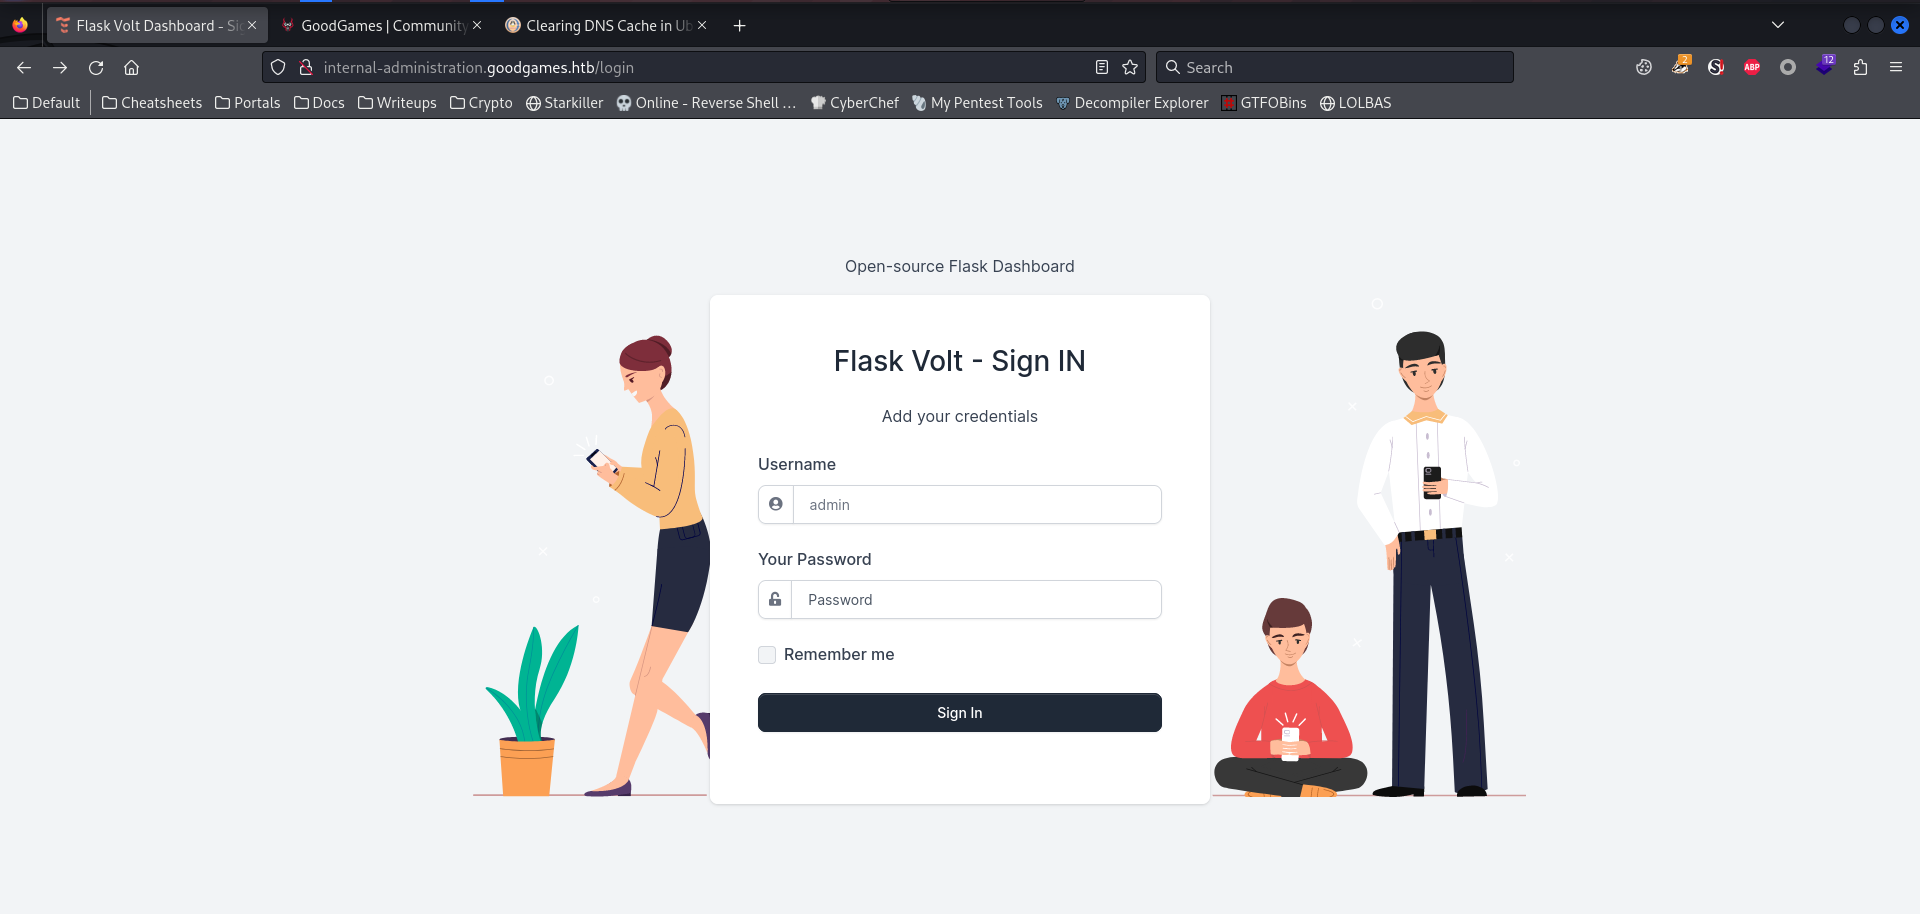 Flask Volt Dashboard - Si
GoodGames | Community
Clearing DNS Cache in Ub
internal-administration.goodgames.htb/login
Search
2
ABP
12
Default
Cheatsheets
Portals
Docs
Writeups
Crypto
Starkiller
Online - Reverse Shell ...
CyberChef
My Pentest Tools
Decompiler Explorer
GTFOBins
LOLBAS
Open-source Flask Dashboard
Flask Volt - Sign IN
Add your credentials
Username
admin
Your Password
Password
Remember me
Sign In